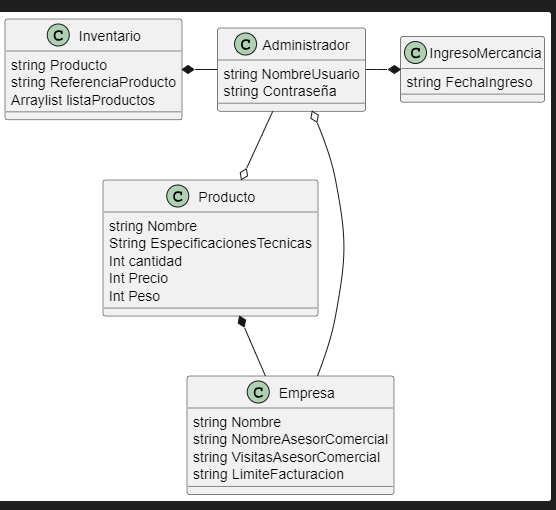 C Inventario
string Producto
string ReferenciaProducto
Arraylist listaProductos
C Administrador
string NombreUsuario
string Contraseña
C IngresoMercancia
string FechaIngreso
C Producto
string Nombre
String EspecificacionesTecnicas
Int cantidad
Int Precio
Int Peso
C Empresa
string Nombre
string NombreAsesorComercial
string VisitasAsesorComercial
string LimiteFacturacion